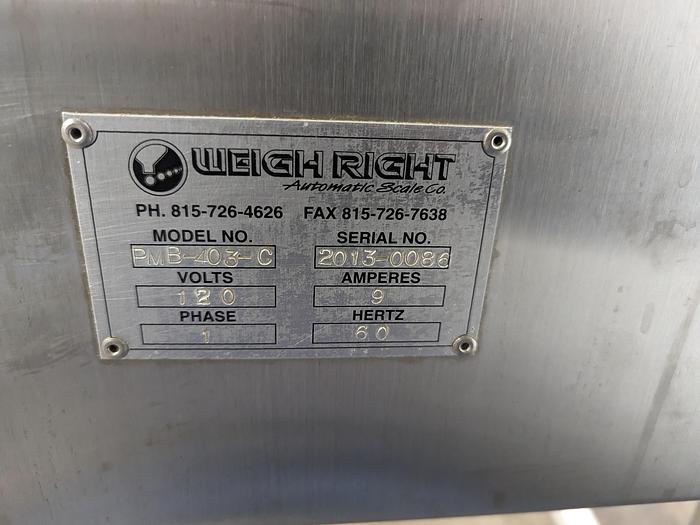 WEIGH RIGHT
Automatic Scale Co.
PH. 815-726-4626 FAX 815-726-7638
MODEL NO. SERIAL NO.
PMB-403-C 2013-0086
VOLTS AMPERES
120 9
PHASE HERTZ
1 60